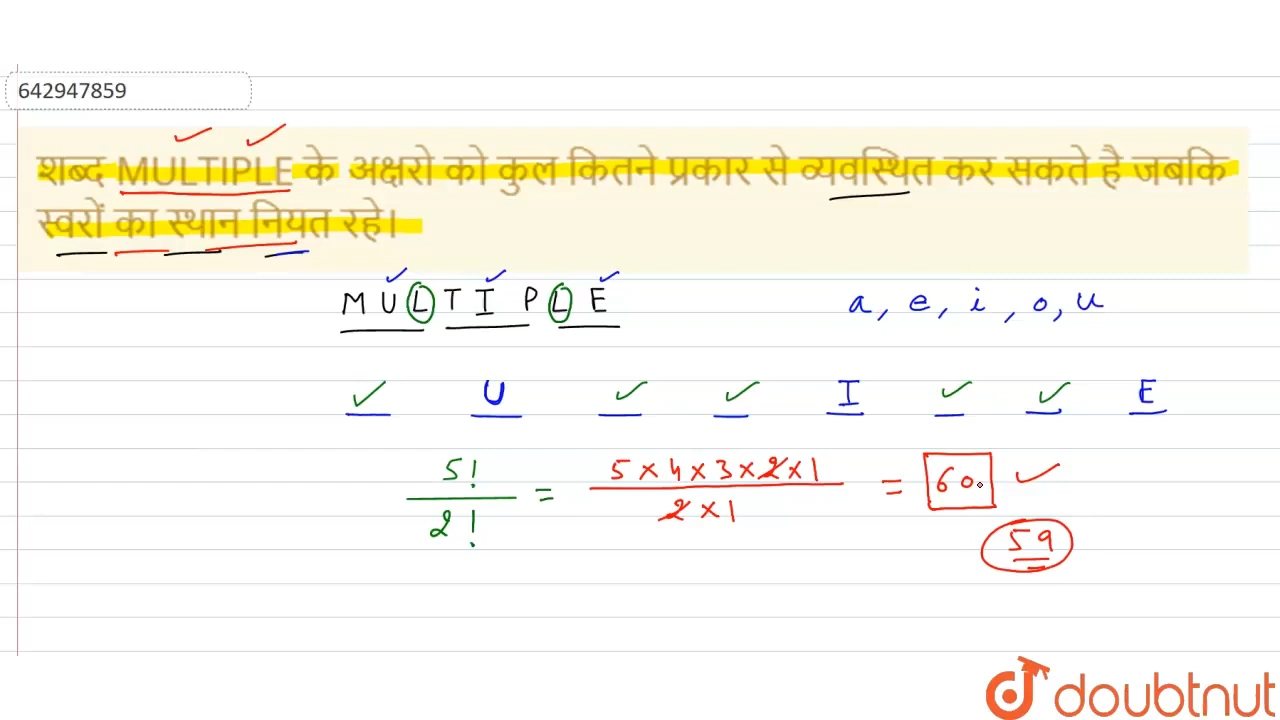 642947859
शब्द MULTIPLE के अक्षरो को कुल कितने प्रकार से व्यवस्थित कर सकते है जबकि
स्वरों का स्थान नियत रहे।
M U L T I P L E a, e, i, o, u
U I E
5! / 2! = 5 × 4 × 3 × 2 × 1 / 2 × 1 = 60
59
doubtnut